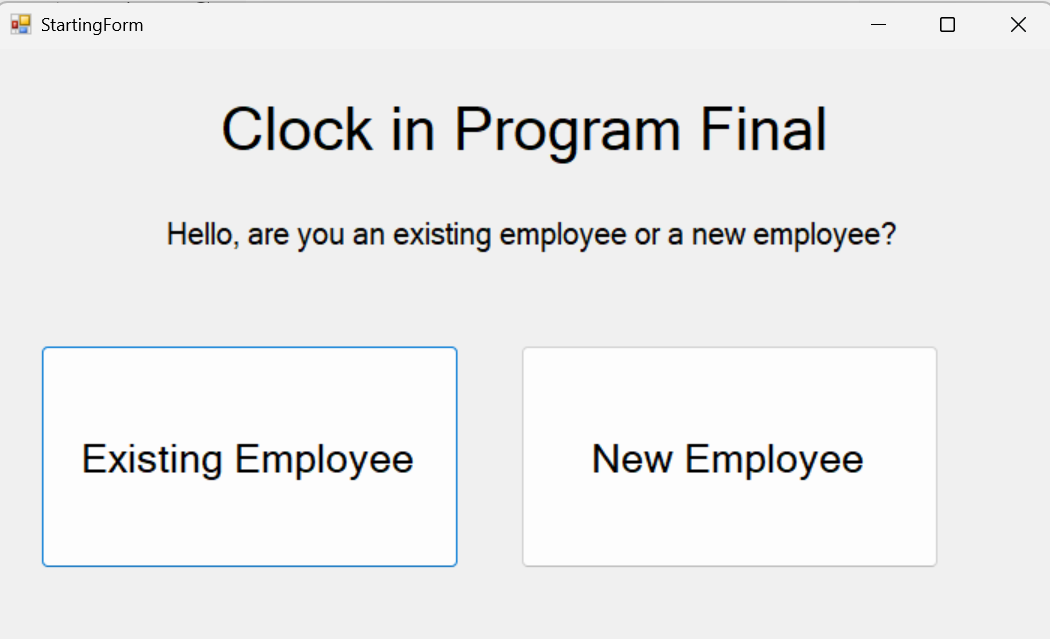 StartingForm
Clock in Program Final
Hello, are you an existing employee or a new employee?
Existing Employee
New Employee